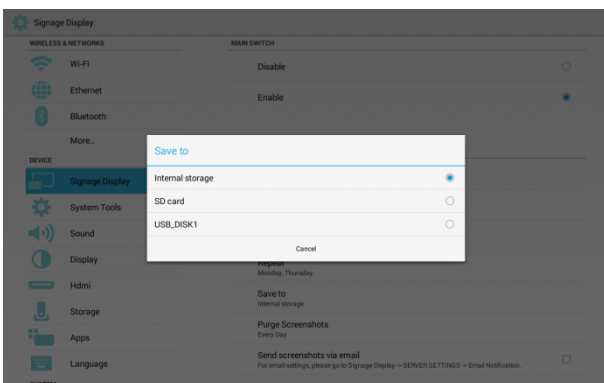 Signage Display
WIRELESS & NETWORKS
Wi-Fi
Ethernet
Bluetooth
More...
DEVICE
Signage Display
System Tools
Sound
Display
Hdmi
Storage
Apps
Language
MAIN SWITCH
Disable
Enable
Save to
Internal storage
SD card
USB_DISK1
Cancel
Repeat
Monday, Thursday
Save to
Internal storage
Purge Screenshots
Every Day
Send screenshots via email
For email settings, please go to Signage Display -> SERVER SETTINGS -> Email Notification.